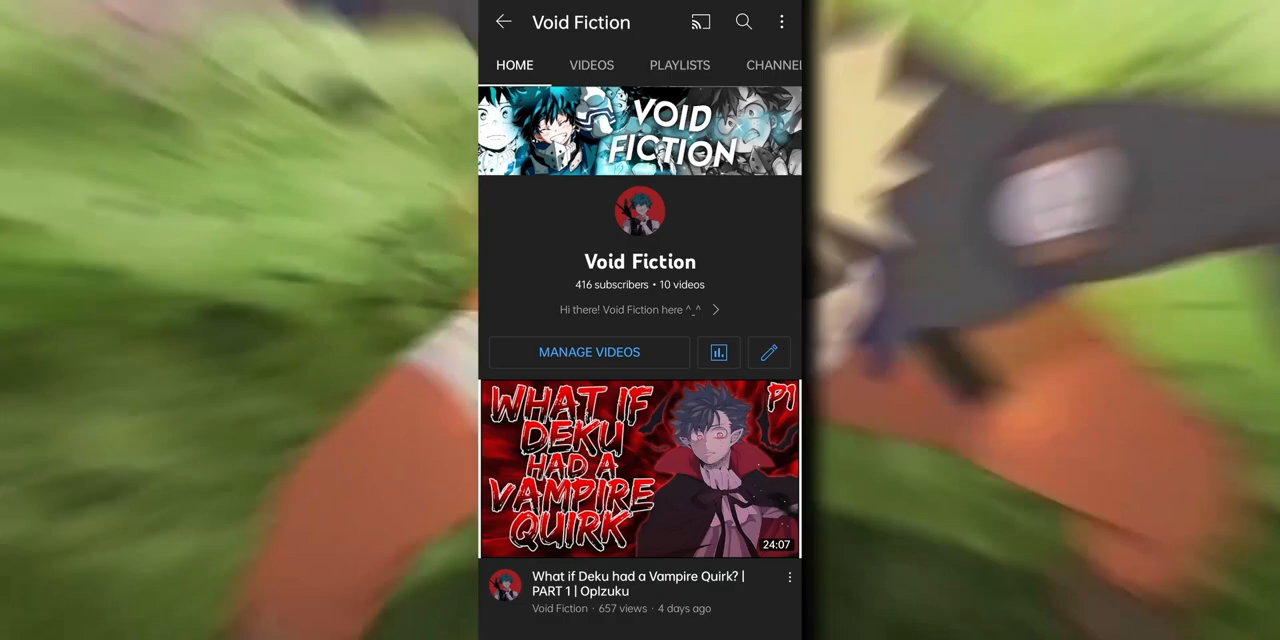 Void Fiction
HOME VIDEOS PLAYLISTS CHANNEL
VOID
FICTION
Void Fiction
416 subscribers • 10 videos
Hi there! Void Fiction here ^_^
MANAGE VIDEOS
WHAT IF
DEKU
HAD A
VAMPIRE
QUIRK
P1
24:07
What if Deku had a Vampire Quirk? |
PART 1 | OpIzuku
Void Fiction · 657 views · 4 days ago